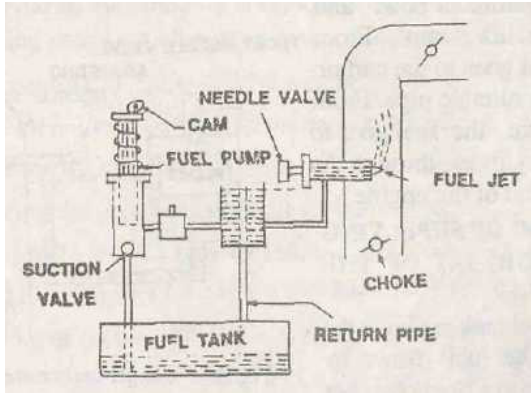 NEEDLE VALVE
CAM
FUEL PUMP
FUEL JET
SUCTION
VALVE
CHOKE
FUEL TANK
RETURN PIPE